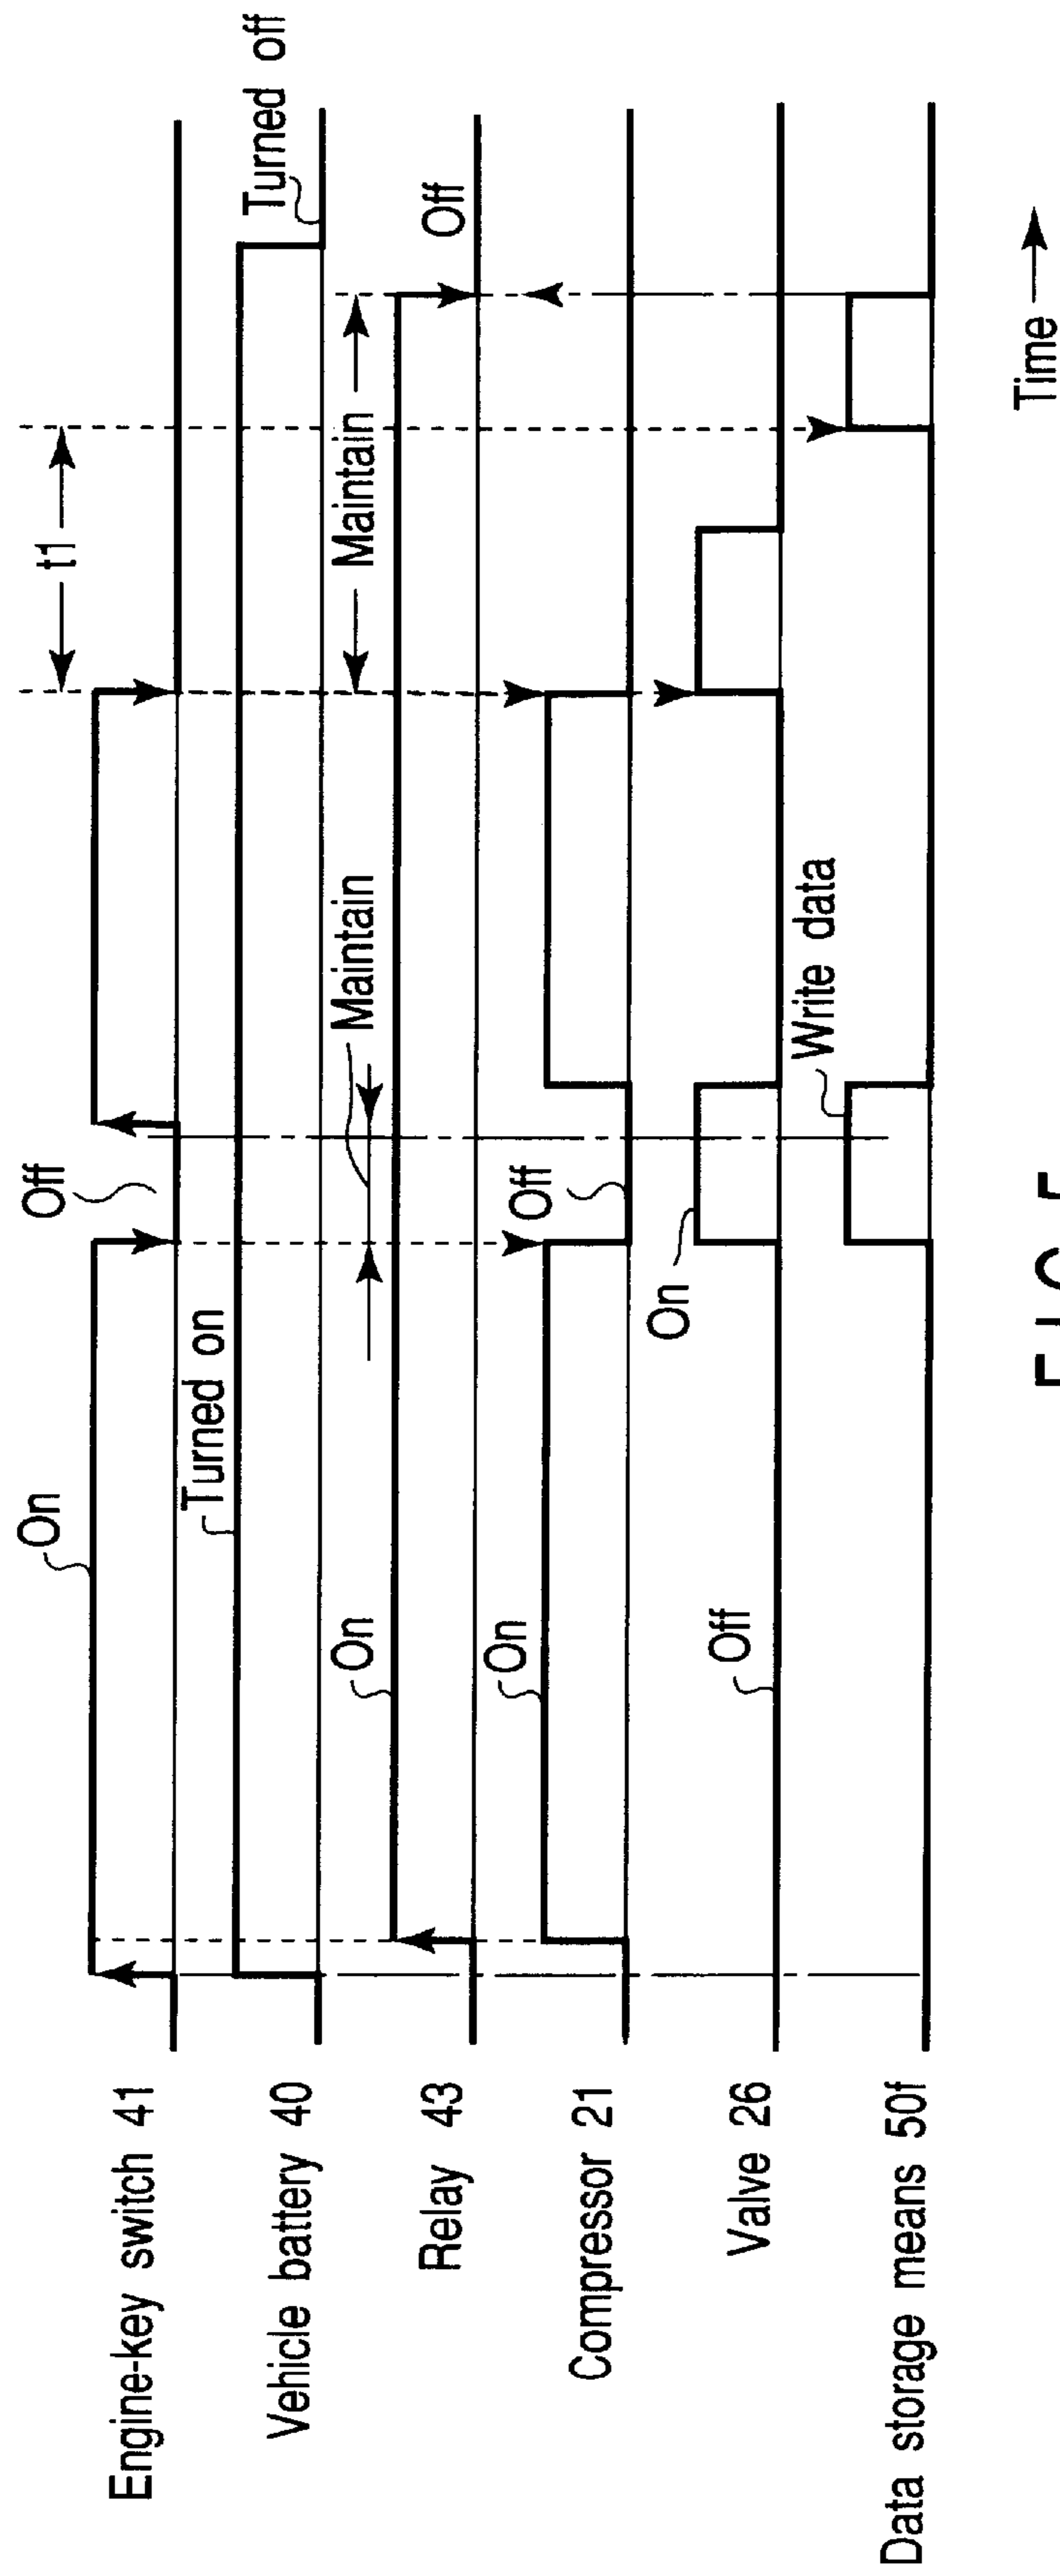 t1
On
Off
Engine-key switch 41
Turned on
Turned off
Vehicle battery 40
Maintain
Maintain
On
Off
Relay 43
On
Off
Compressor 21
On
Off
Valve 26
Write data
Data storage means 50f
Time